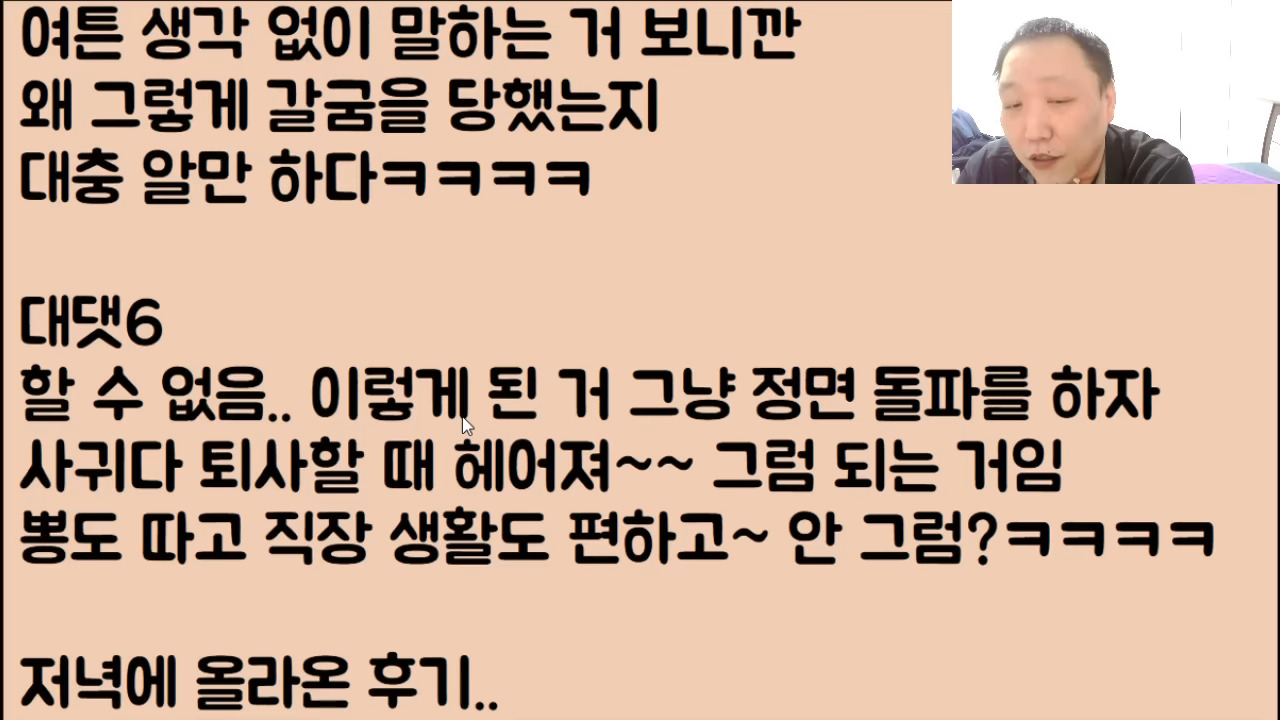 여튼 생각 없이 말하는 거 보니깐
왜 그렇게 갈굼을 당했는지
대충 알만 하다ㅋㅋㅋㅋ
대댓6
할 수 없음.. 이렇게 된 거 그냥 정면 돌파를 하자
사귀다 퇴사할 때 헤어져~~ 그럼 되는 거임
뽕도 따고 직장 생활도 편하고~ 안 그럼?ㅋㅋㅋㅋ
저녁에 올라온 후기..